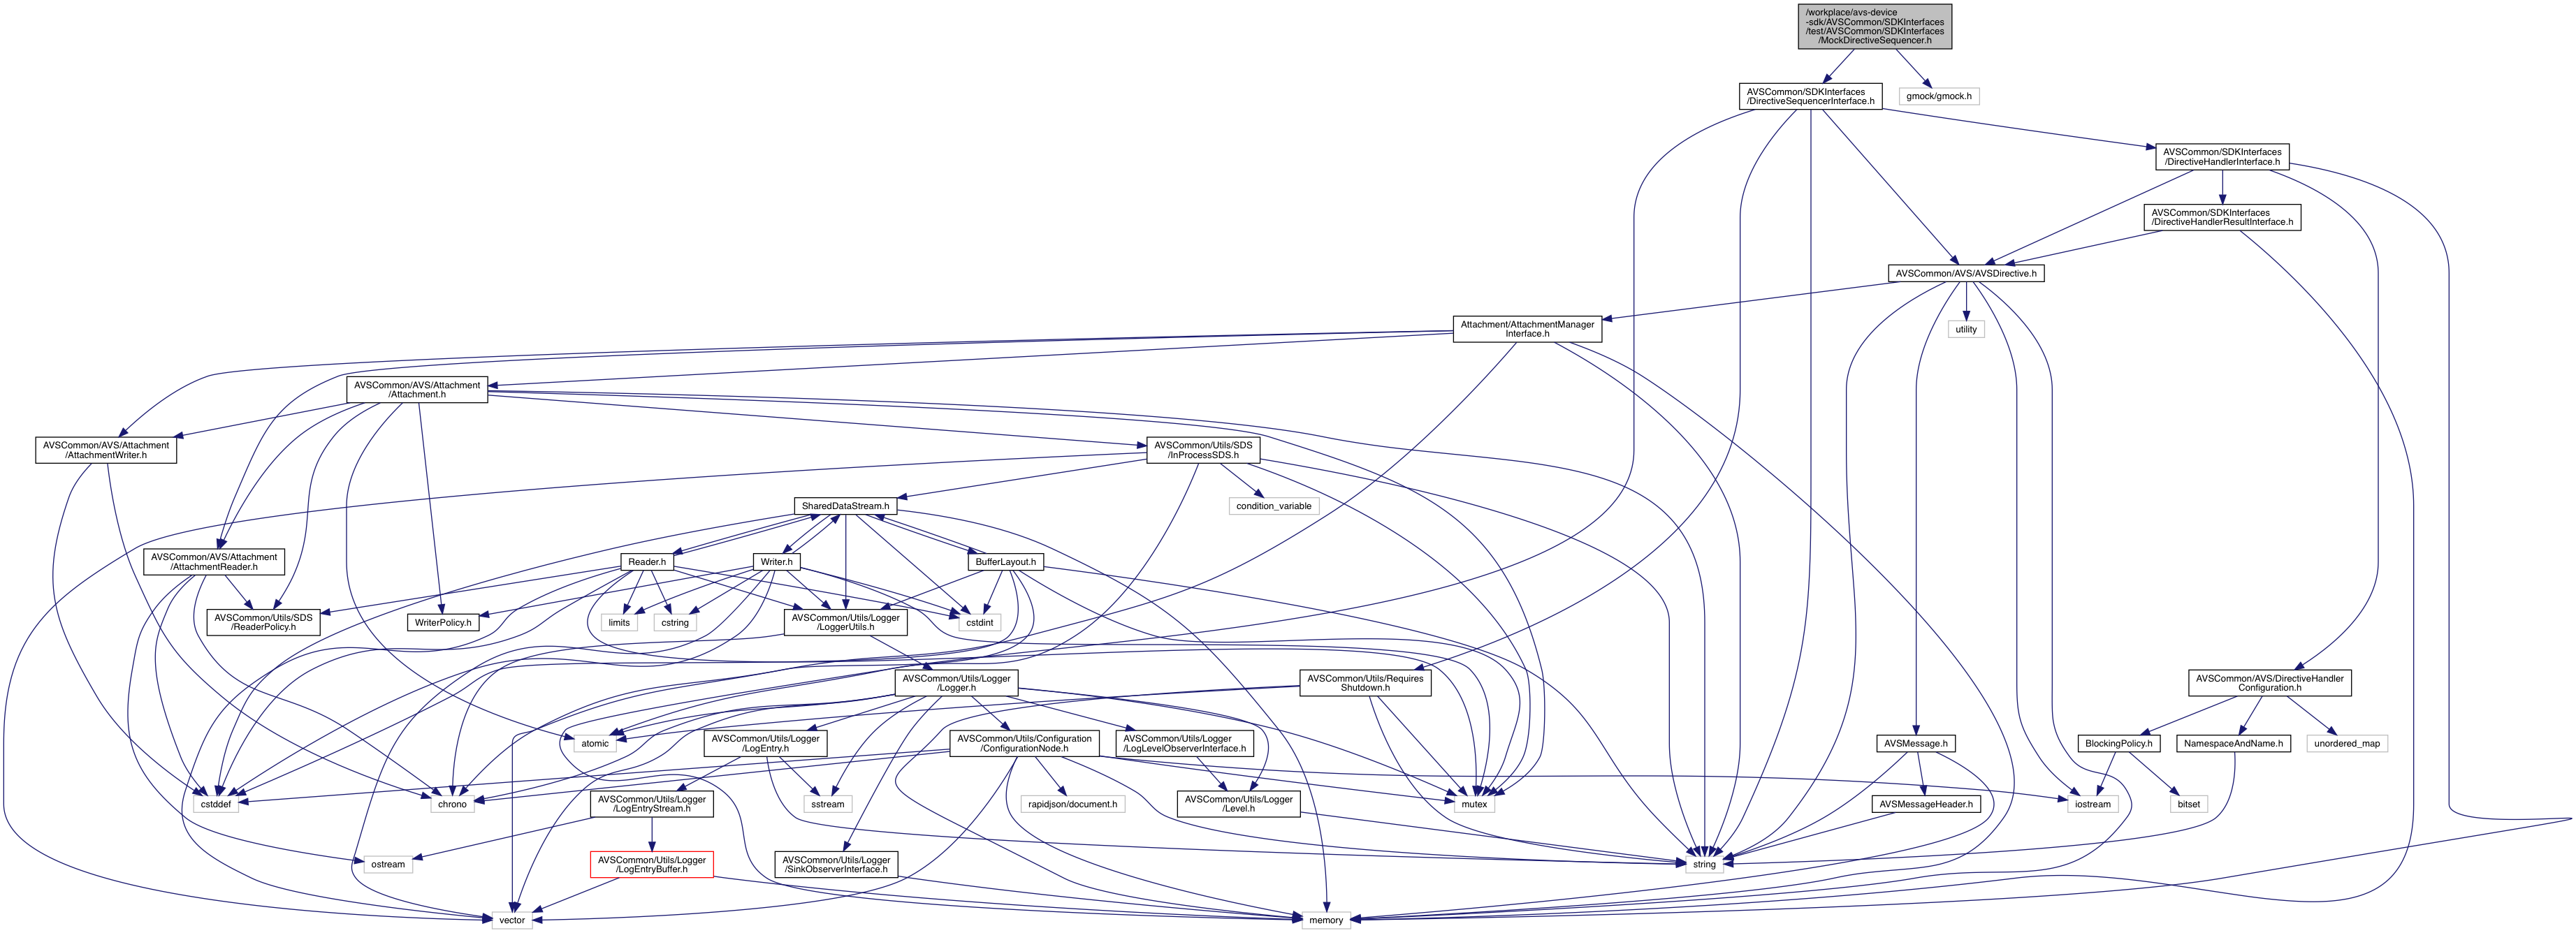 /workplace/avs-device
-sdk/AVSCommon/SDKInterfaces
/test/AVSCommon/SDKInterfaces
/MockDirectiveSequencer.h
AVSCommon/SDKInterfaces
/DirectiveSequencerInterface.h
gmock/gmock.h
AVSCommon/SDKInterfaces
/DirectiveHandlerInterface.h
AVSCommon/SDKInterfaces
/DirectiveHandlerResultInterface.h
AVSCommon/AVS/AVSDirective.h
Attachment/AttachmentManager
Interface.h
utility
AVSCommon/AVS/Attachment
/Attachment.h
AVSCommon/AVS/Attachment
/AttachmentWriter.h
AVSCommon/Utils/SDS
/InProcessSDS.h
SharedDataStream.h
condition_variable
AVSCommon/AVS/Attachment
/AttachmentReader.h
Reader.h
Writer.h
BufferLayout.h
AVSCommon/Utils/SDS
/ReaderPolicy.h
WriterPolicy.h
limits
cstring
AVSCommon/Utils/Logger
/LoggerUtils.h
cstdint
AVSCommon/Utils/Logger
/Logger.h
AVSCommon/Utils/Requires
Shutdown.h
AVSCommon/AVS/DirectiveHandler
Configuration.h
atomic
AVSCommon/Utils/Logger
/LogEntry.h
AVSCommon/Utils/Configuration
/ConfigurationNode.h
AVSCommon/Utils/Logger
/LogLevelObserverInterface.h
AVSMessage.h
BlockingPolicy.h
NamespaceAndName.h
unordered_map
cstddef
chrono
AVSCommon/Utils/Logger
/LogEntryStream.h
sstream
rapidjson/document.h
AVSCommon/Utils/Logger
/Level.h
mutex
AVSMessageHeader.h
iostream
bitset
ostream
AVSCommon/Utils/Logger
/LogEntryBuffer.h
AVSCommon/Utils/Logger
/SinkObserverInterface.h
string
vector
memory